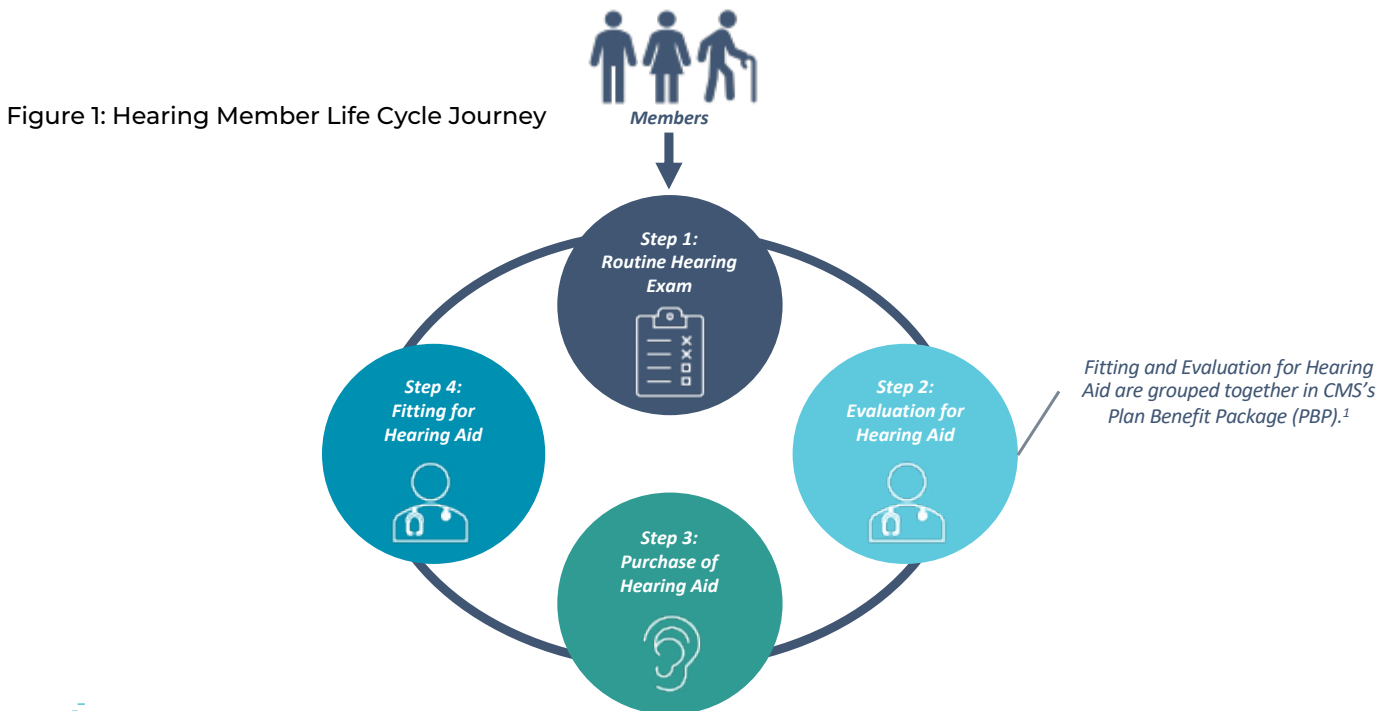 Figure 1: Hearing Member Life Cycle Journey
Members
Step 1:
Routine Hearing
Exam
Step 2:
Evaluation for
Hearing Aid
Fitting and Evaluation for Hearing
Aid are grouped together in CMS’s
Plan Benefit Package (PBP).1
Step 3:
Purchase of
Hearing Aid
Step 4:
Fitting for
Hearing Aid